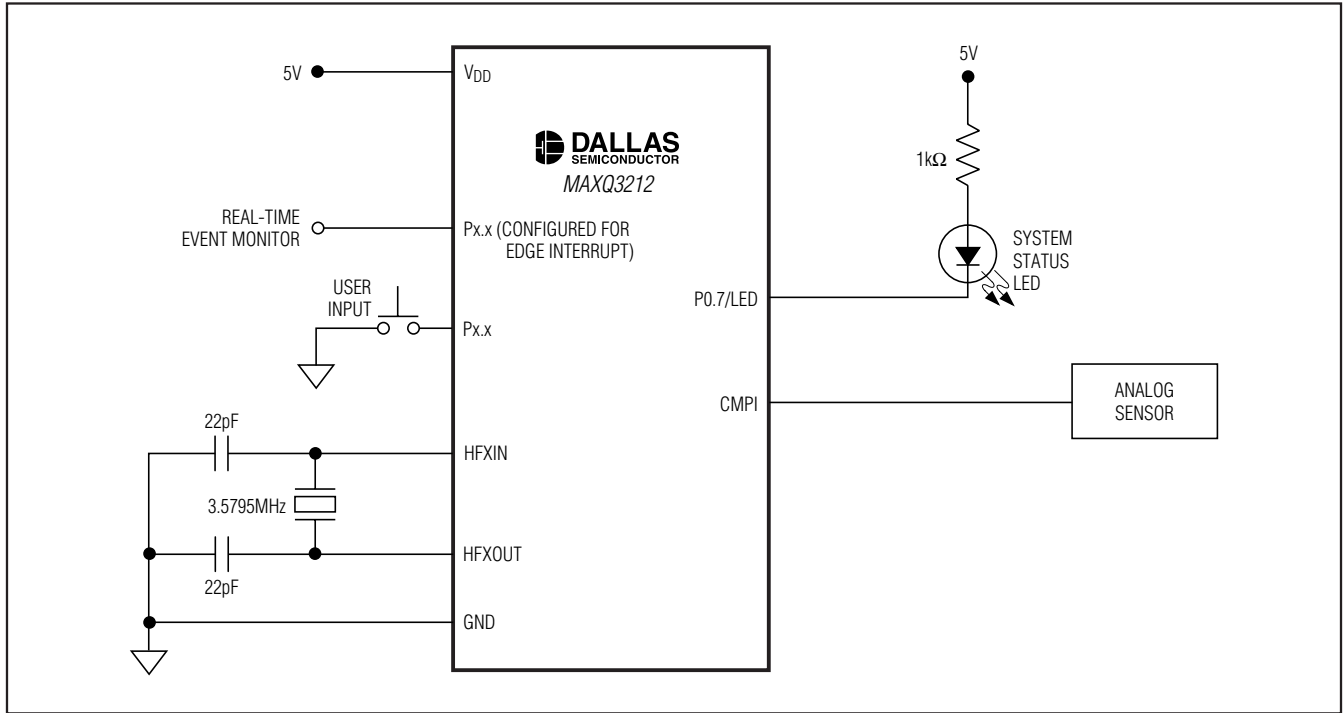 5V
V_DD
DALLAS
SEMICONDUCTOR
MAXQ3212
REAL-TIME
EVENT MONITOR
Px.x (CONFIGURED FOR
EDGE INTERRUPT)
USER
INPUT
Px.x
22pF
HFXIN
3.5795MHz
HFXOUT
22pF
GND
5V
1kΩ
SYSTEM
STATUS
LED
P0.7/LED
CMPI
ANALOG
SENSOR